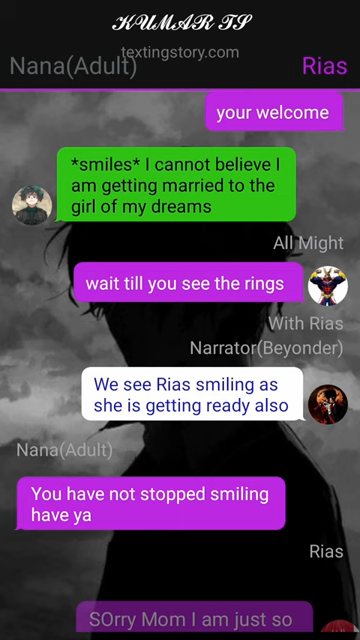 KUMAR TS
textingstory.com
Nana(Adult)
Rias
your welcome
*smiles* I cannot believe I
am getting married to the
girl of my dreams
All Might
wait till you see the rings
With Rias
Narrator(Beyonder)
We see Rias smiling as
she is getting ready also
Nana(Adult)
You have not stopped smiling
have ya
Rias
SOrry Mom I am just so